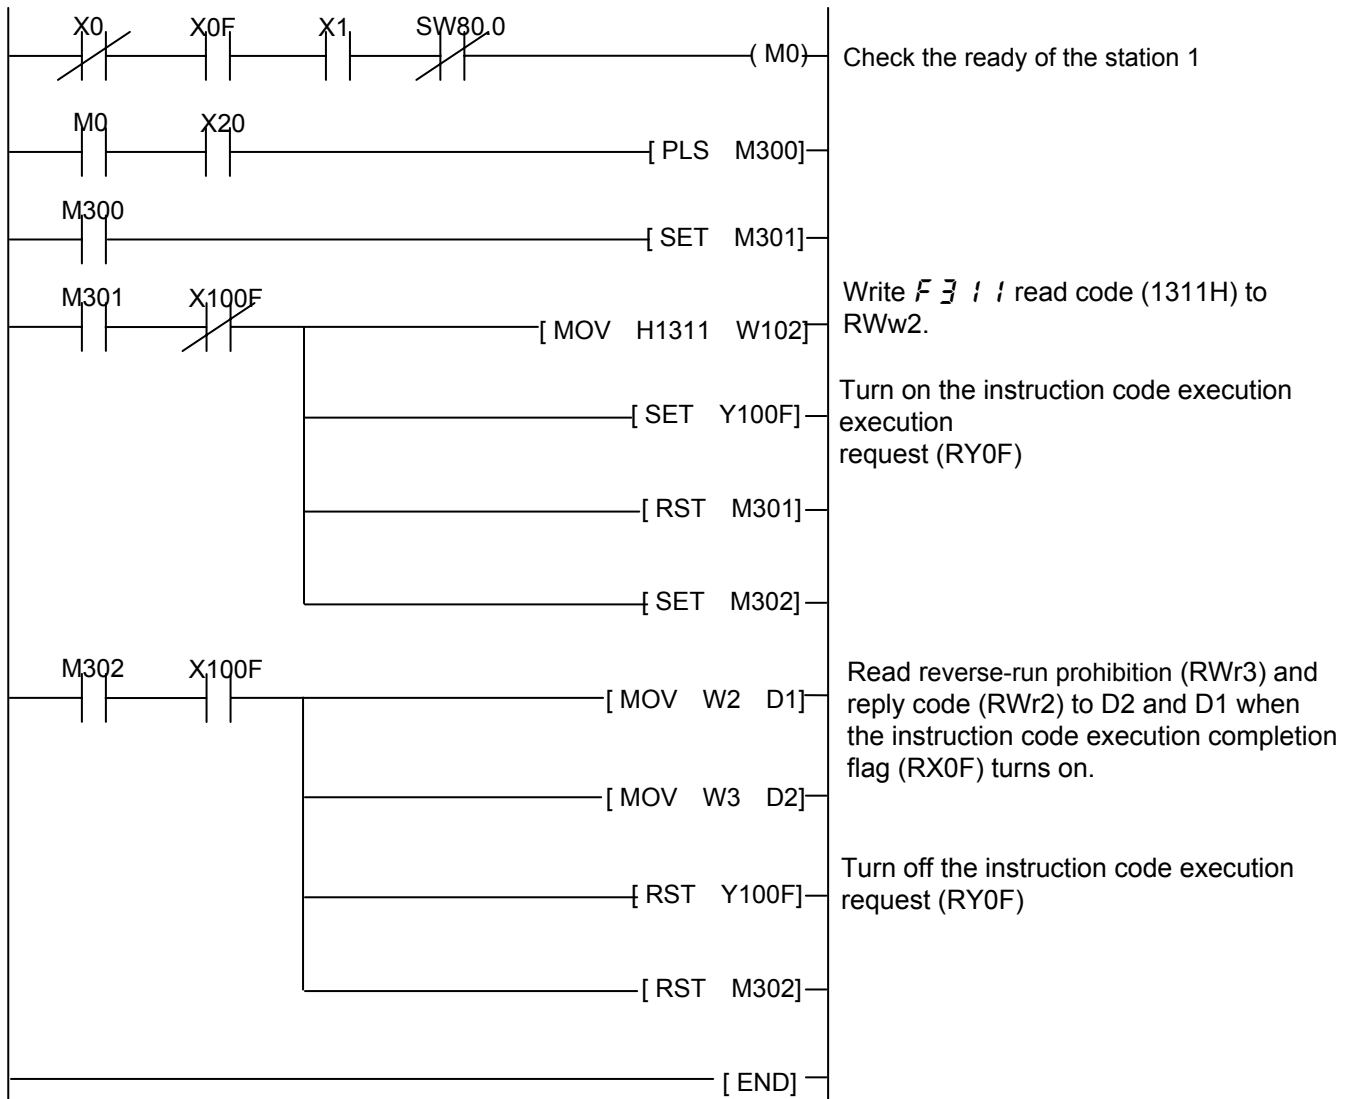 X0 X0F X1 SW80.0
( M0)
Check the ready of the station 1
M0 X20
[ PLS M300]
M300
[ SET M301]
M301 X100F
[ MOV H1311 W102]
Write F 3 1 1 read code (1311H) to
RWw2.
[ SET Y100F]
Turn on the instruction code execution
execution
request (RY0F)
[ RST M301]
[ SET M302]
M302 X100F
[ MOV W2 D1]
Read reverse-run prohibition (RWr3) and
reply code (RWr2) to D2 and D1 when
the instruction code execution completion
flag (RX0F) turns on.
[ MOV W3 D2]
[ RST Y100F]
Turn off the instruction code execution
request (RY0F)
[ RST M302]
[ END]